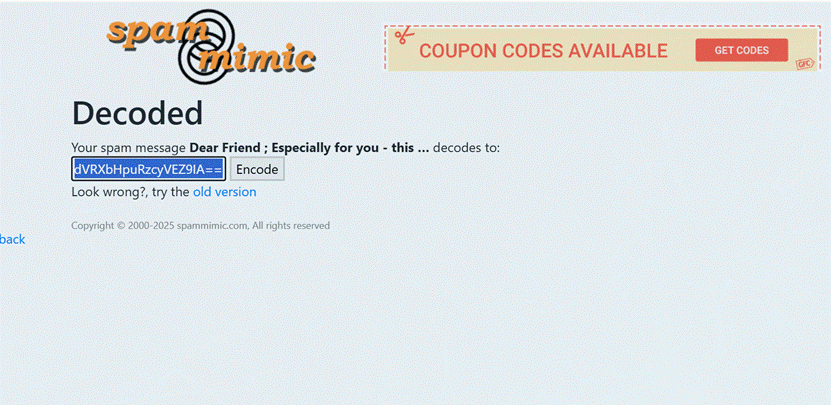 spam
mimic
COUPON CODES AVAILABLE
GET CODES
GFC
Decoded
Your spam message Dear Friend ; Especially for you - this ... decodes to:
dVRXbHpuRzcyVEZ9IA==
Encode
Look wrong?, try the old version
Copyright © 2000-2025 spammimic.com, All rights reserved
back